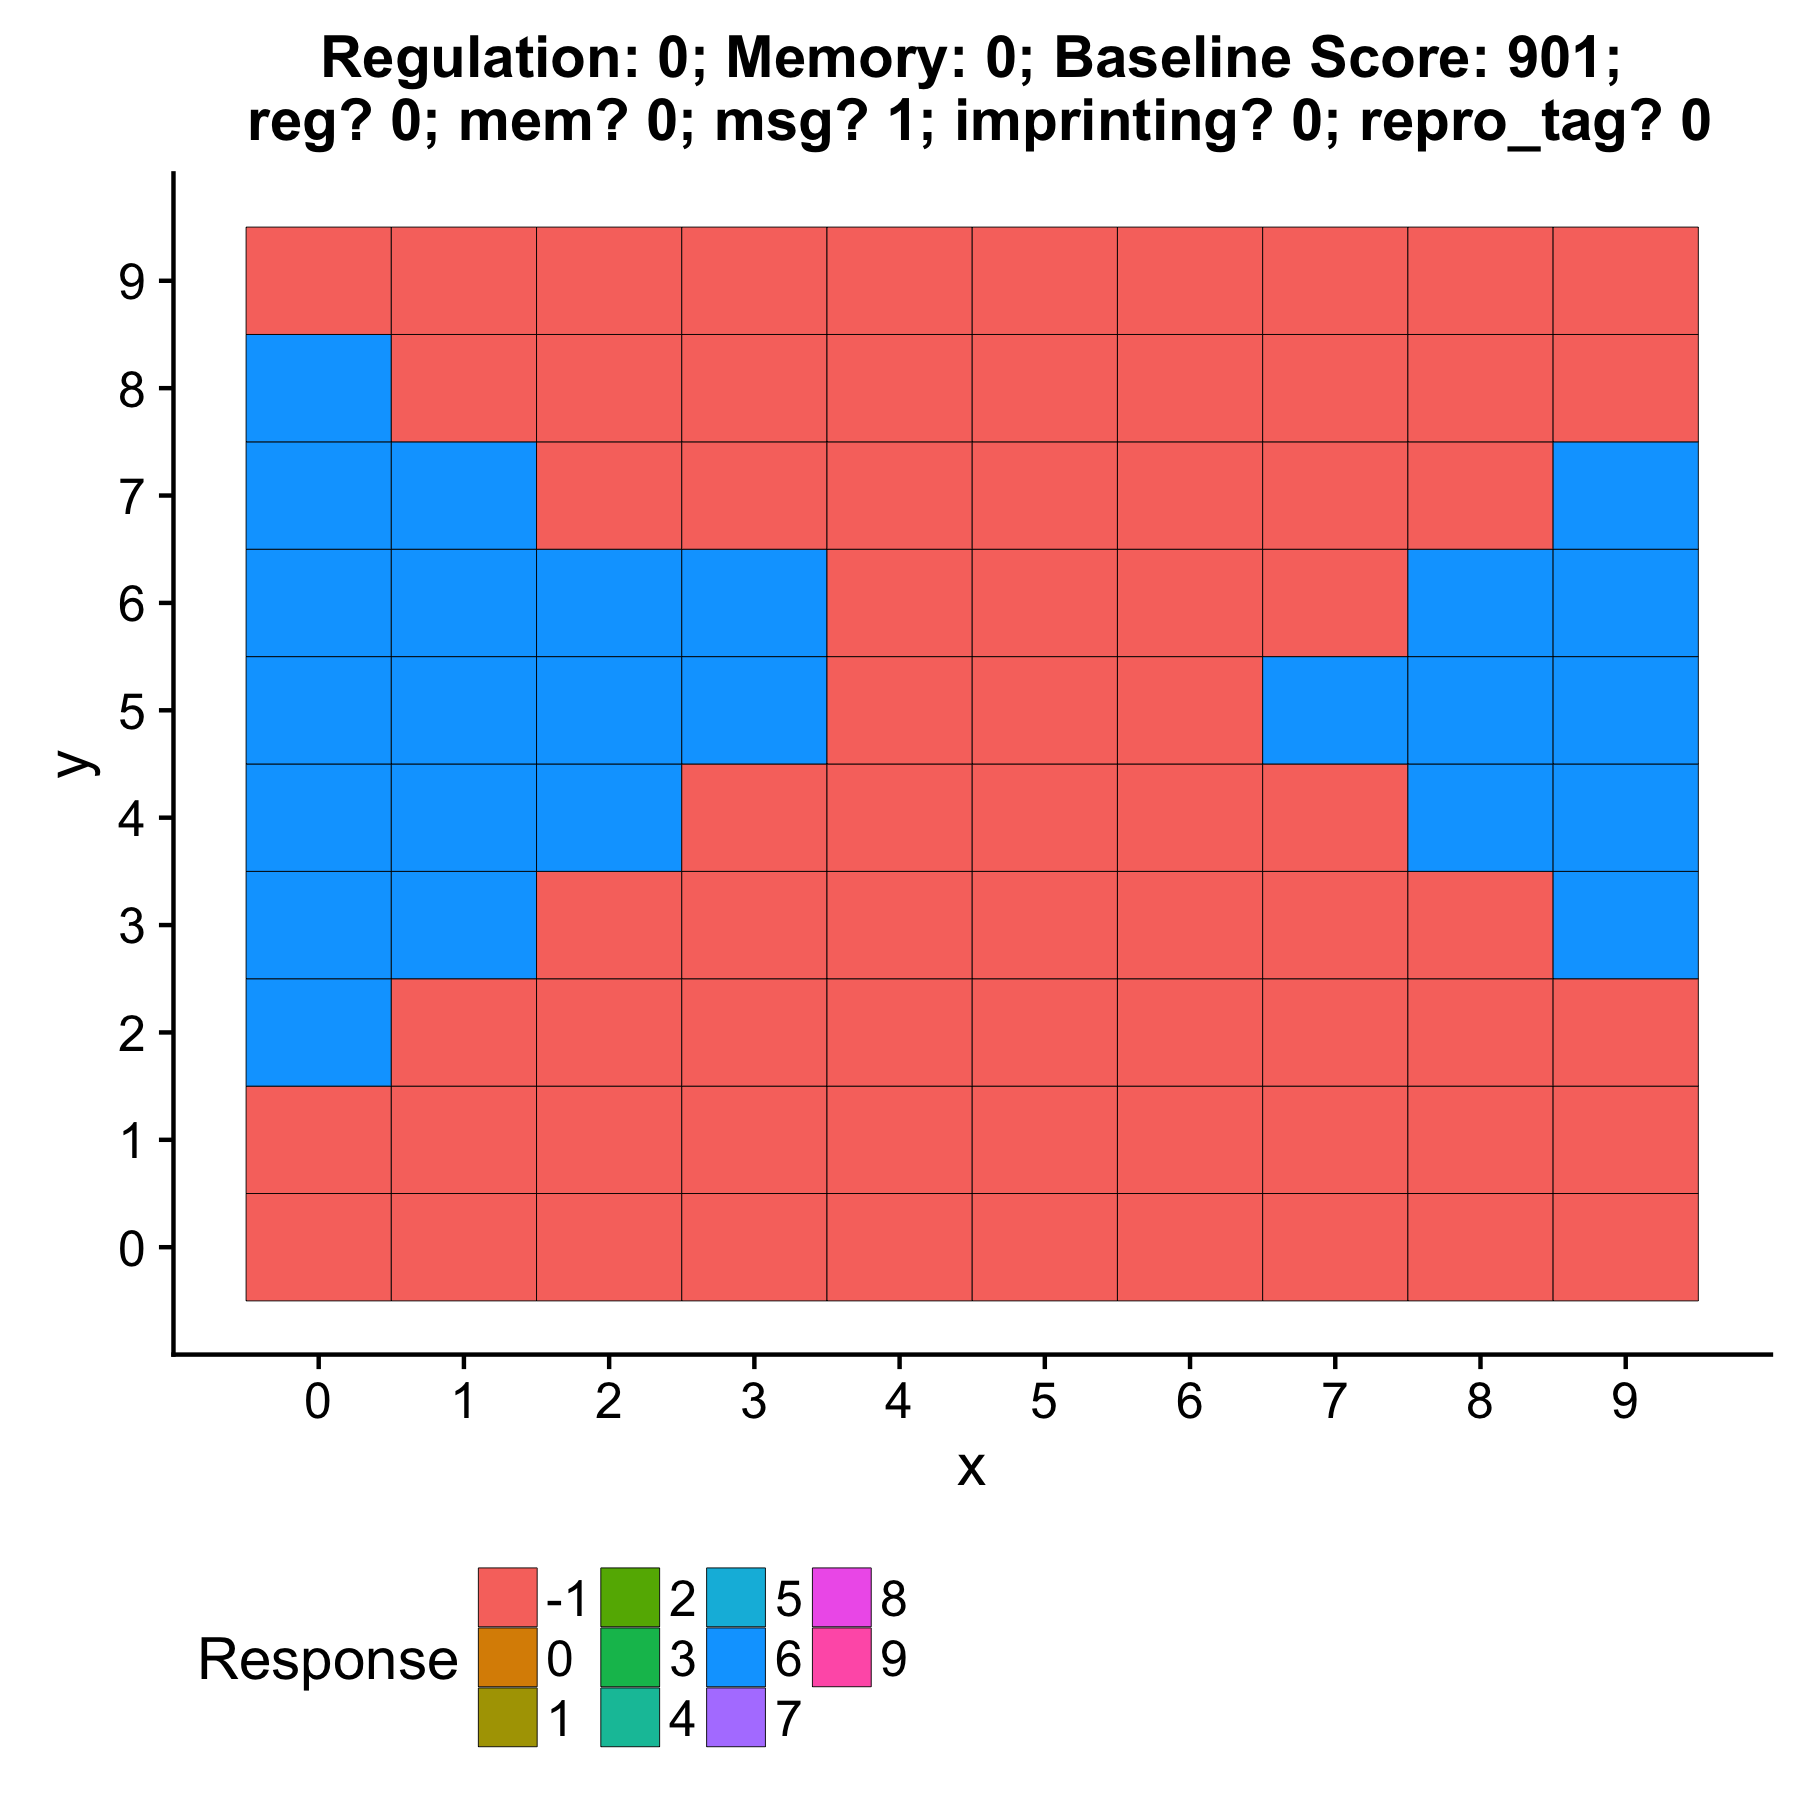 Regulation: 0; Memory: 0; Baseline Score: 901;
reg? 0; mem? 0; msg? 1; imprinting? 0; repro_tag? 0
9
8
7
6
5
4
3
2
1
0
y
0 1 2 3 4 5 6 7 8 9
x
Response
-1 2 5 8
0 3 6 9
1 4 7